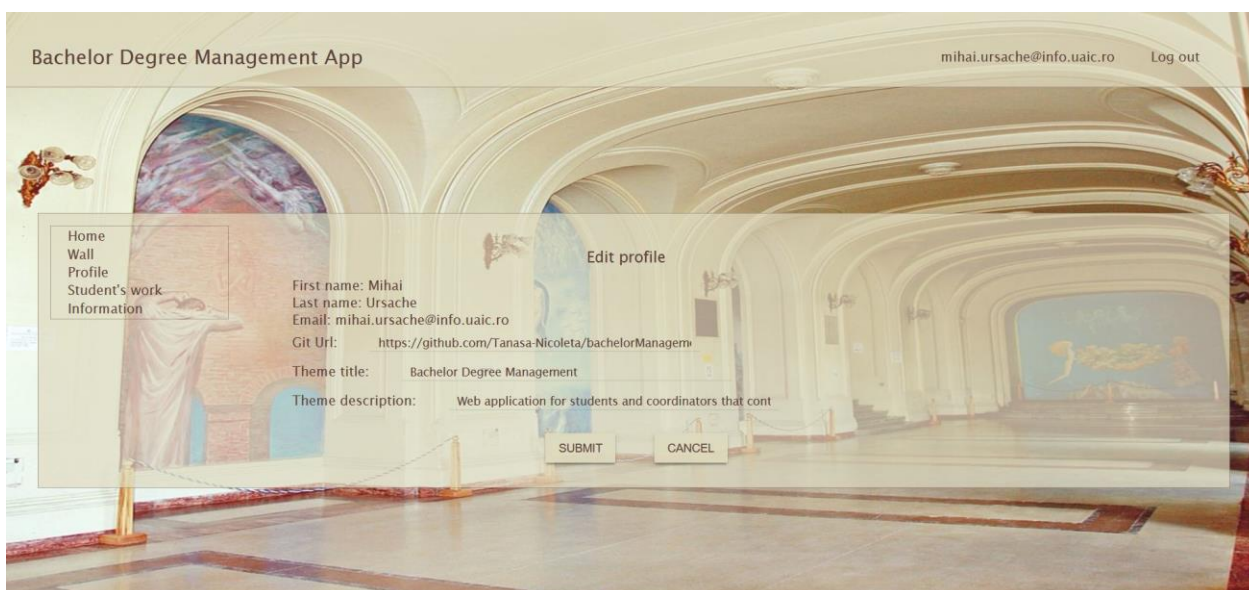 Bachelor Degree Management App
mihai.ursache@info.uaic.ro Log out
Home
Wall
Profile
Student's work
Information
Edit profile
First name: Mihai
Last name: Ursache
Email: mihai.ursache@info.uaic.ro
Git Url: https://github.com/Tanasa-Nicoleta/bachelorManagem
Theme title: Bachelor Degree Management
Theme description: Web application for students and coordinators that cont
SUBMIT CANCEL